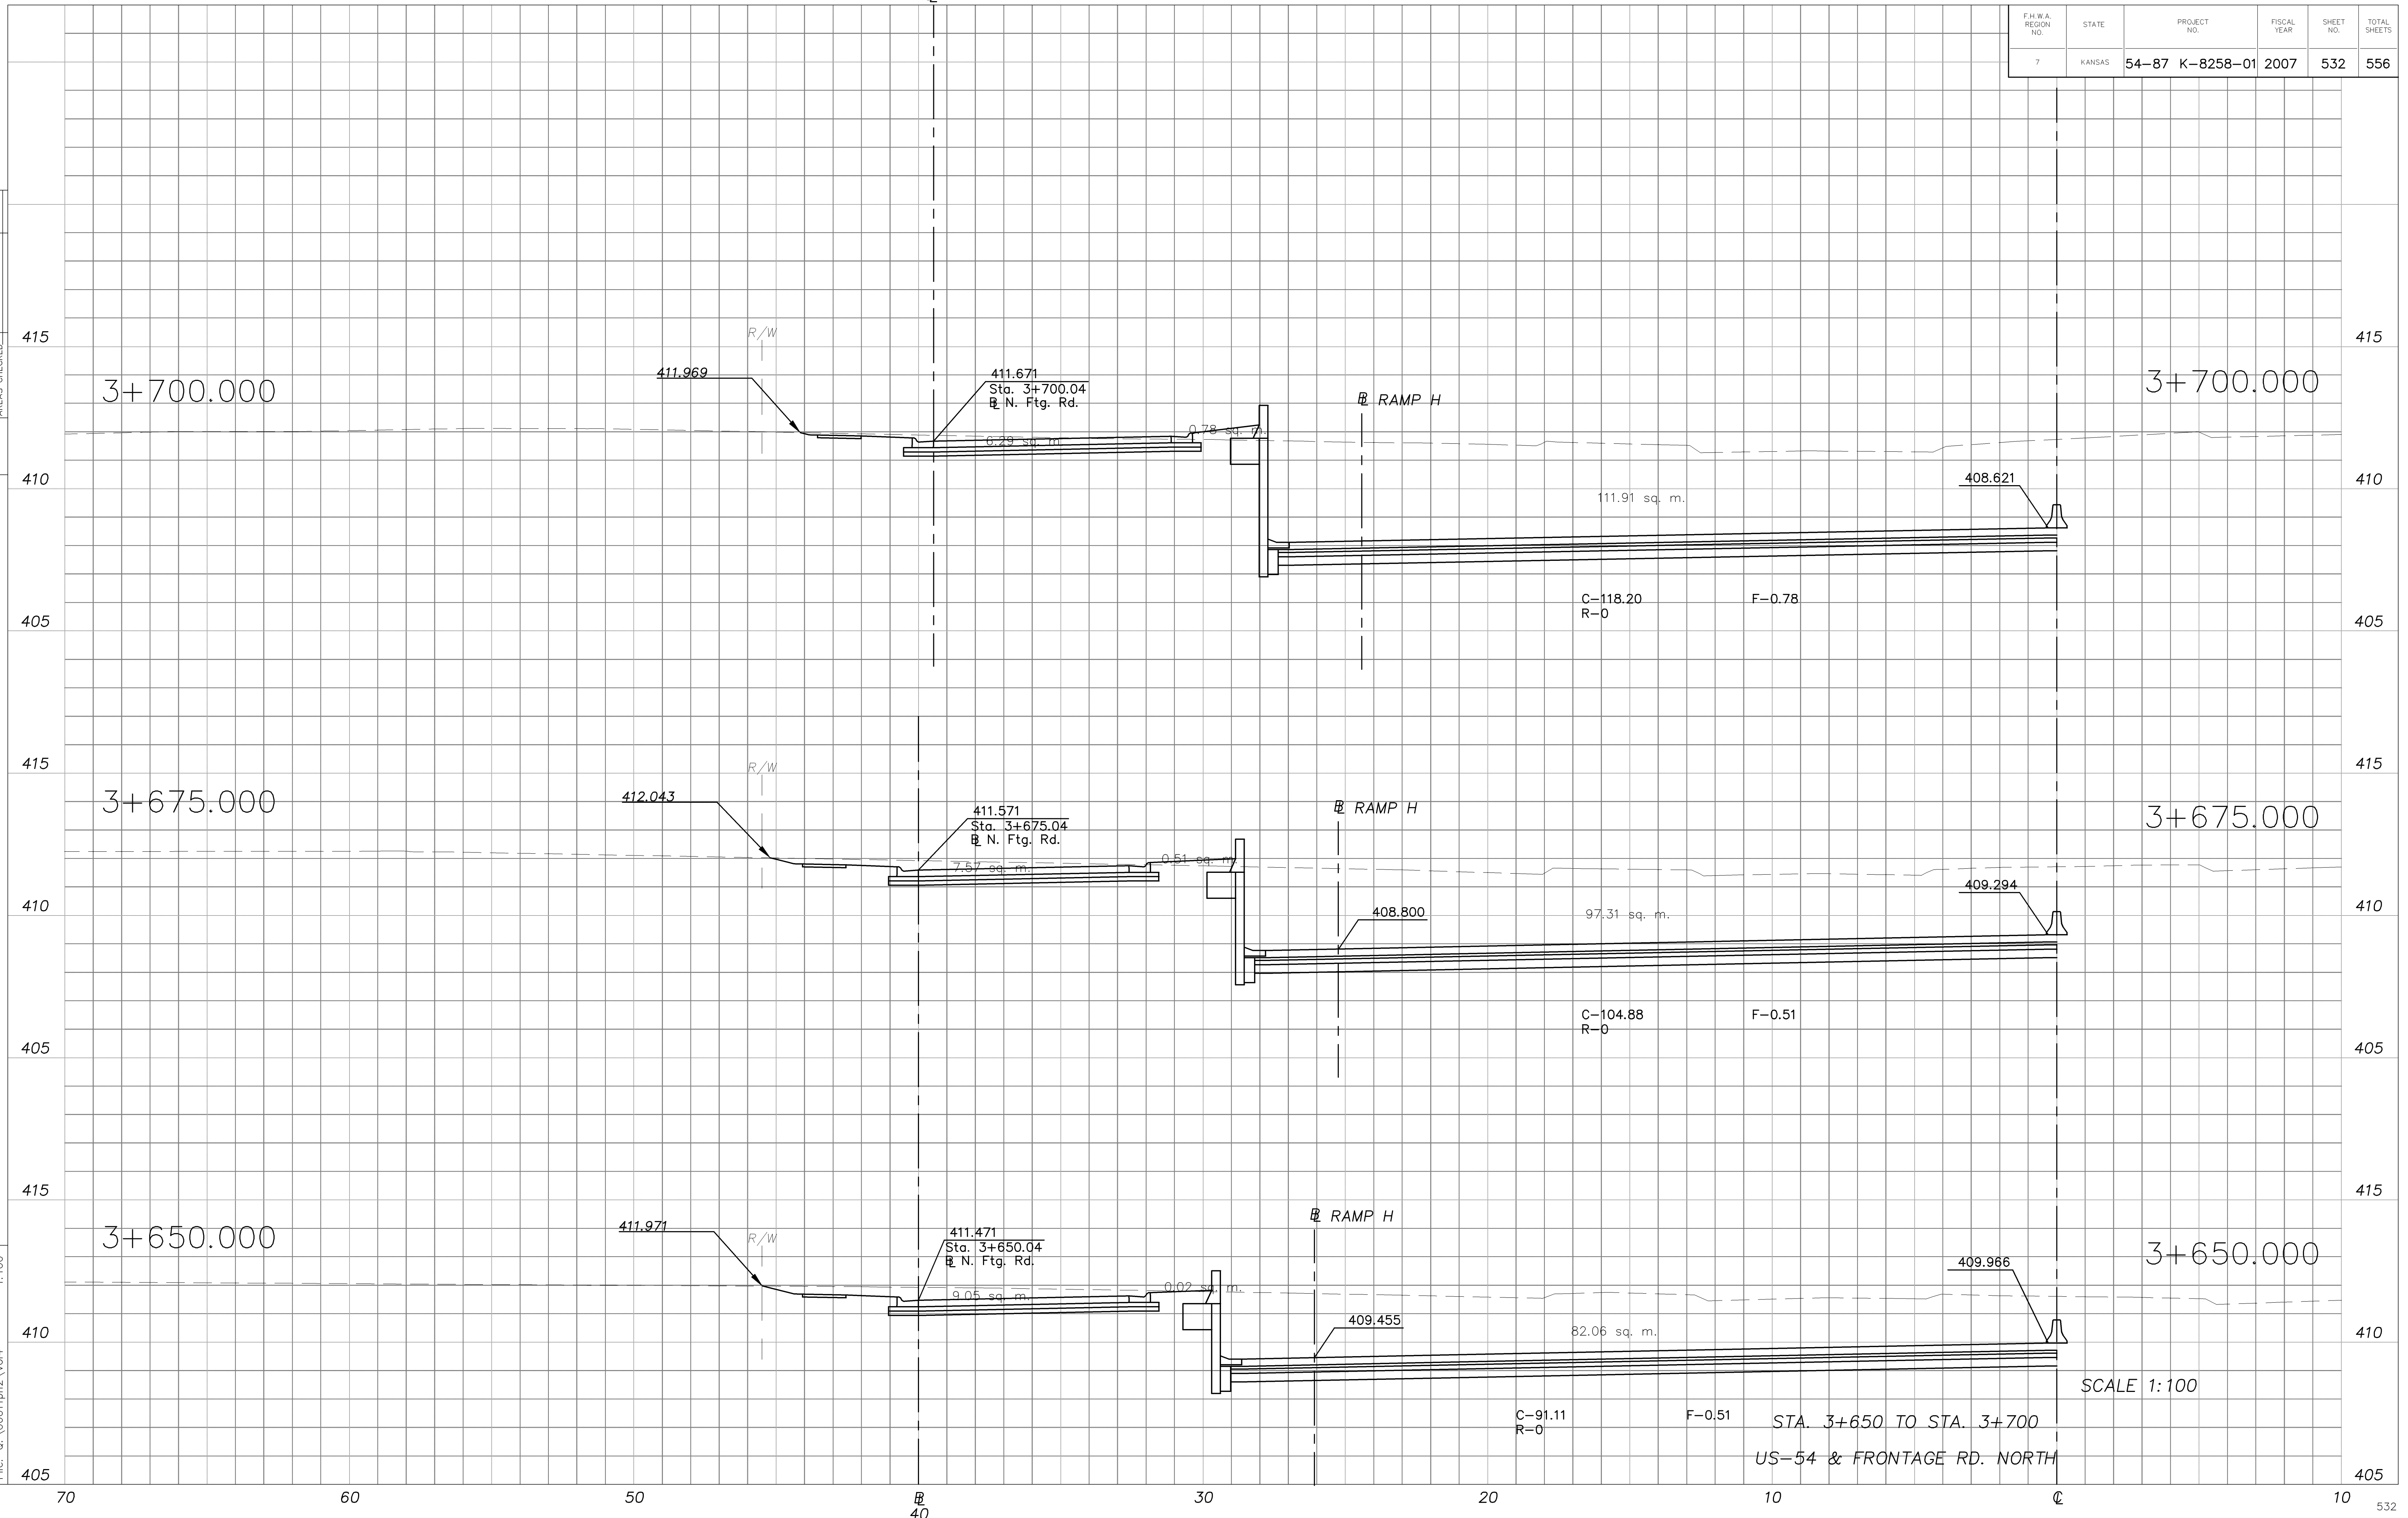 F.H.W.A. REGION NO. STATE PROJECT NO. FISCAL YEAR SHEET NO. TOTAL SHEETS
7 KANSAS 54-87 K-8258-01 2007 532 556
415 R/W 415
3+700.000 411.969 411.671 3+700.000
Sta. 3+700.04
℄ N. Ftg. Rd.
℄ RAMP H
6.29 sq. m. 0.78 sq. m.
410 111.91 sq. m. 408.621 410
C-118.20 F-0.78
R-0
405 405
415 R/W 415
3+675.000 412.043 411.571 3+675.000
Sta. 3+675.04
℄ N. Ftg. Rd.
℄ RAMP H
7.57 sq. m. 0.51 sq. m.
410 408.800 97.31 sq. m. 409.294 410
C-104.88 F-0.51
R-0
405 405
415 415
3+650.000 411.971 R/W 411.471 3+650.000
Sta. 3+650.04
℄ N. Ftg. Rd.
℄ RAMP H
9.05 sq. m. 0.02 sq. m. 409.966
410 409.455 82.06 sq. m. 410
SCALE 1:100
C-91.11 F-0.51
R-0
STA. 3+650 TO STA. 3+700
US-54 & FRONTAGE RD. NORTH
405 405
70 60 50 ℄ 40 30 20 10 ℄ 10
532